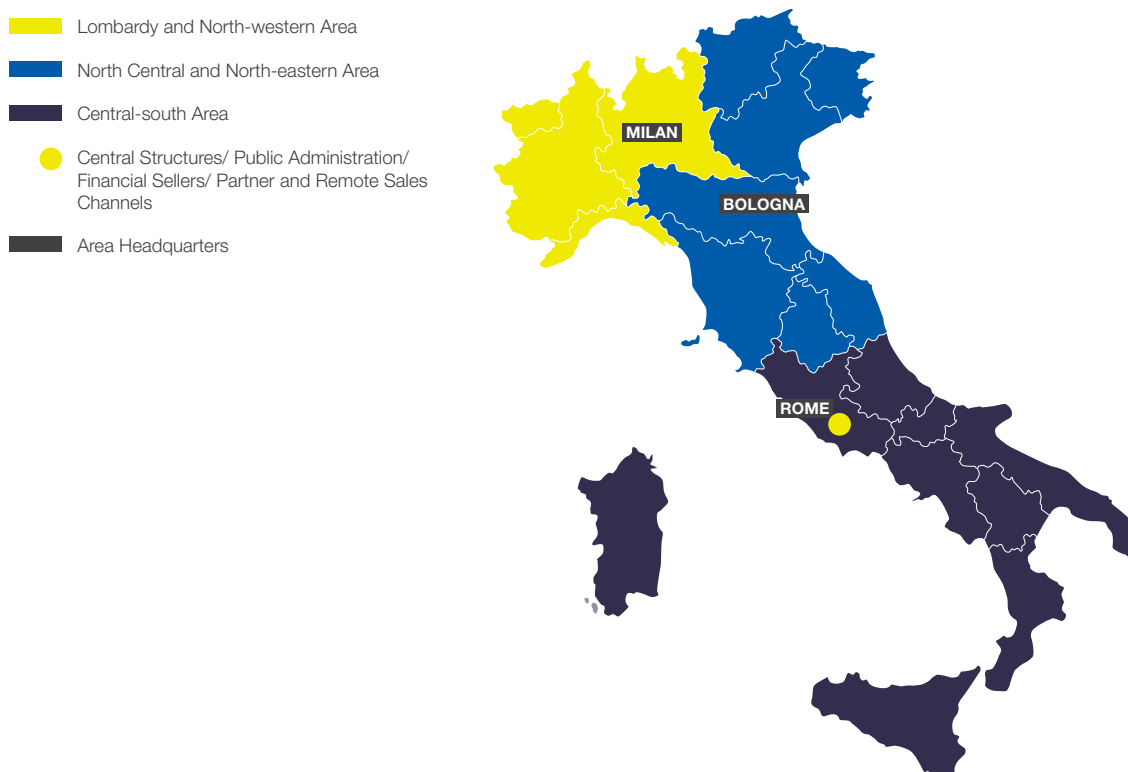 Lombardy and North-western Area
North Central and North-eastern Area
Central-south Area
Central Structures/ Public Administration/
Financial Sellers/ Partner and Remote Sales
Channels
Area Headquarters
MILAN
BOLOGNA
ROME